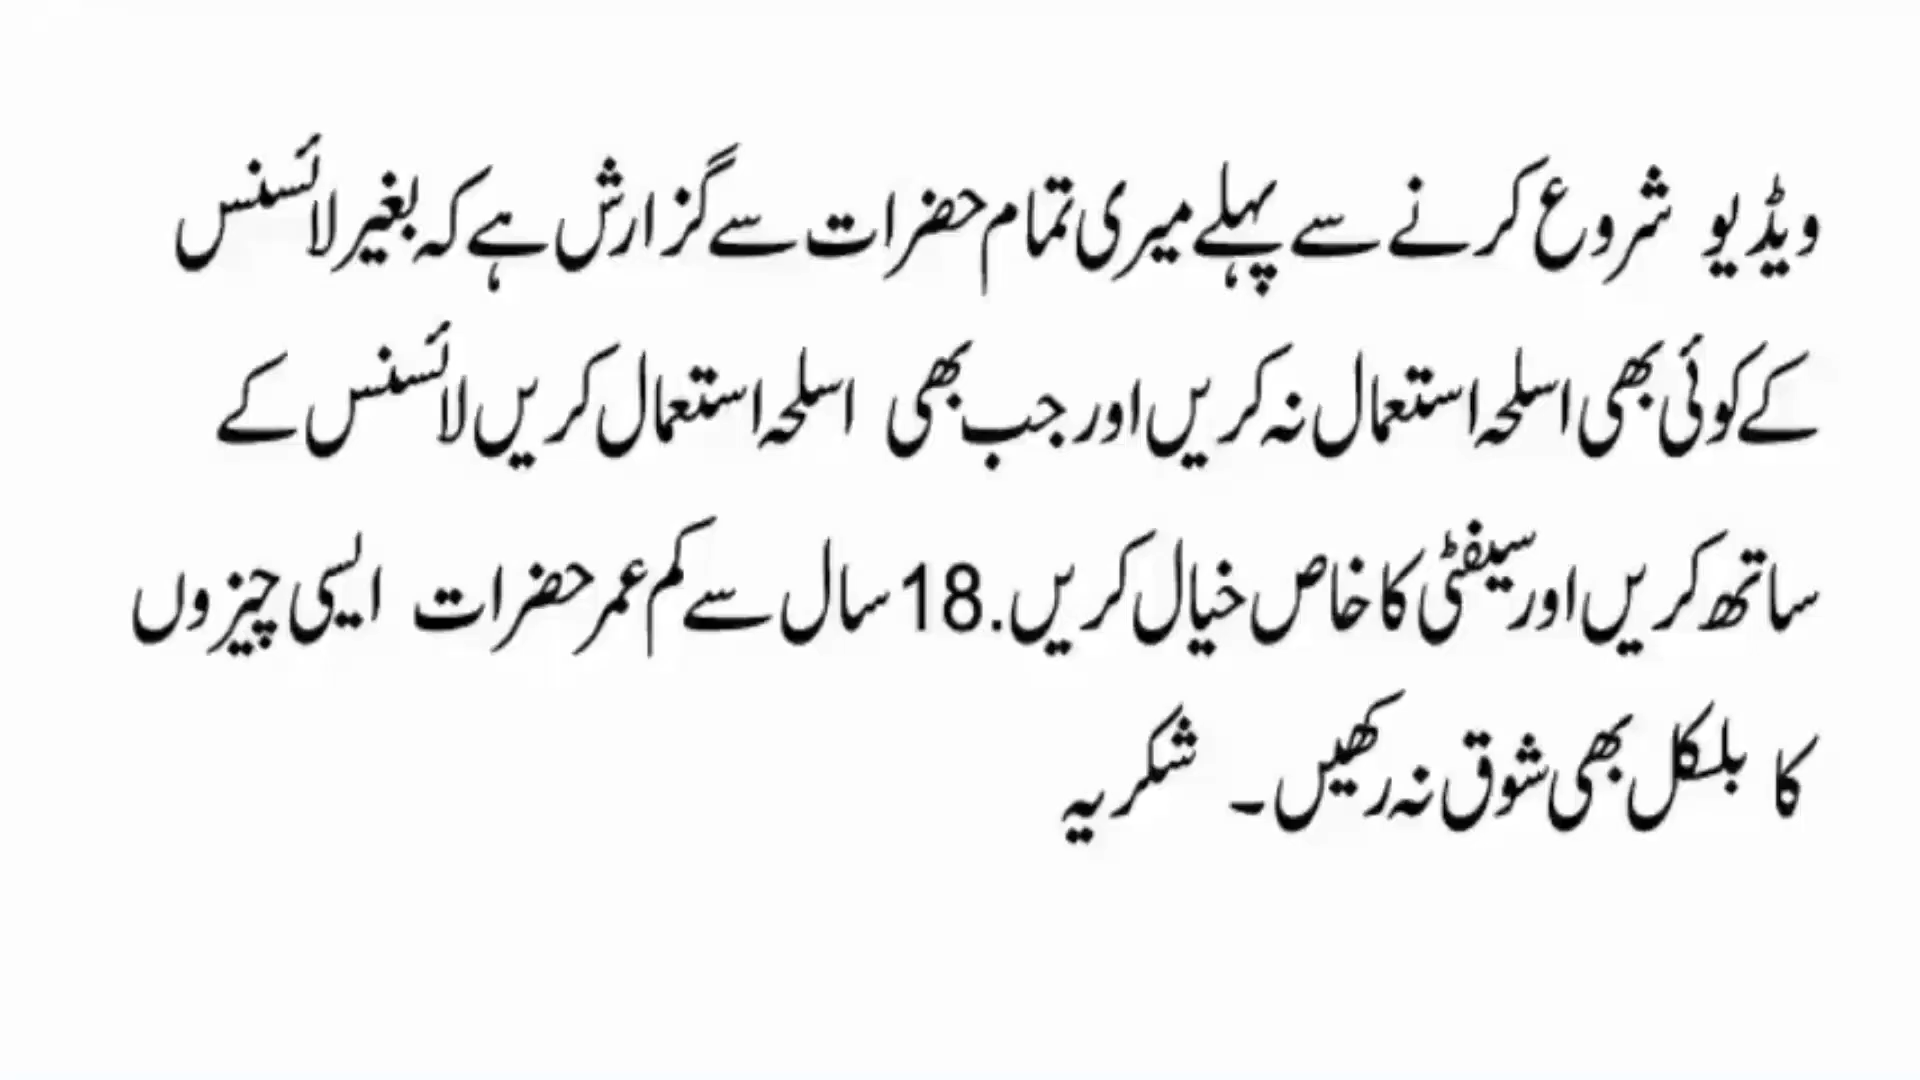 ویڈیو شروع کرنے سے پہلے میری تمام حضرات سے گزارش ہے کہ بغیر لائسنس
کے کوئی بھی اسلحہ استعمال نہ کریں اور جب بھی اسلحہ استعمال کریں لائسنس کے
ساتھ کریں اور سیفٹی کا خاص خیال کریں.18 سال سے کم عمر حضرات ایسی چیزوں
کا بلکل بھی شوق نہ رکھیں۔ شکریہ